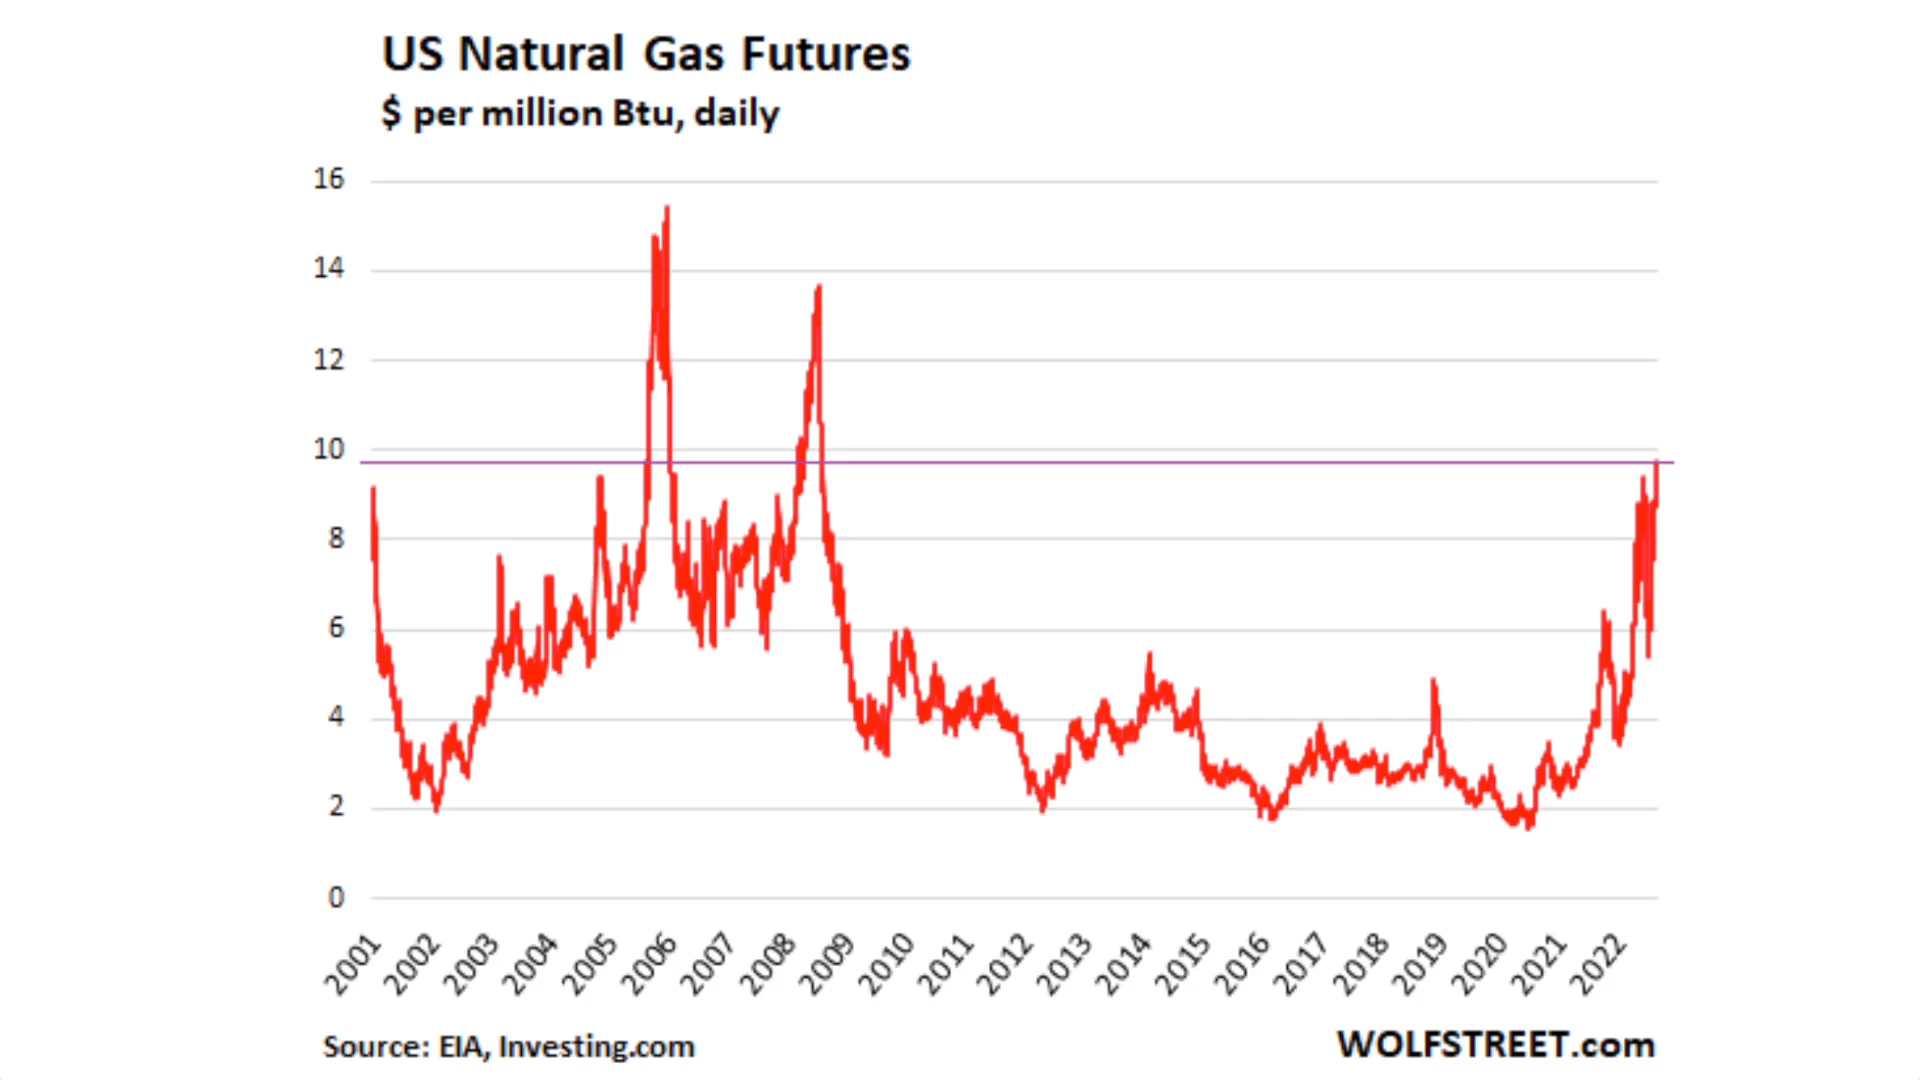 US Natural Gas Futures
$ per million Btu, daily
16
14
12
10
8
6
4
2
0
2001 2002 2003 2004 2005 2006 2007 2008 2009 2010 2011 2012 2013 2014 2015 2016 2017 2018 2019 2020 2021 2022
Source: EIA, Investing.com WOLFSTREET.com